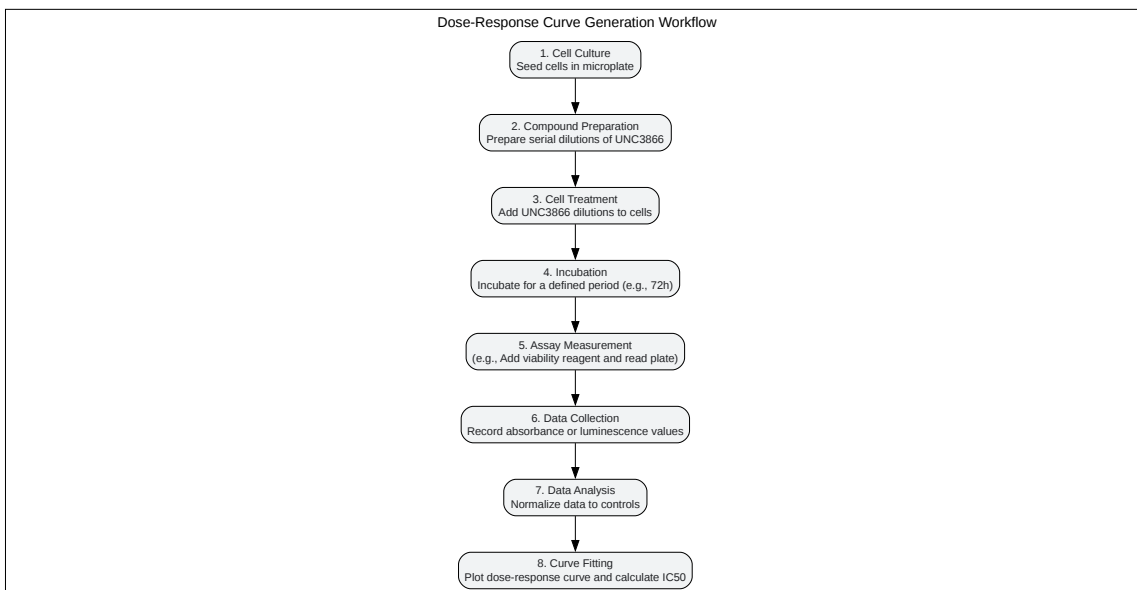 Dose-Response Curve Generation Workflow
1. Cell Culture
Seed cells in microplate
2. Compound Preparation
Prepare serial dilutions of UNC3866
3. Cell Treatment
Add UNC3866 dilutions to cells
4. Incubation
Incubate for a defined period (e.g., 72h)
5. Assay Measurement
(e.g., Add viability reagent and read plate)
6. Data Collection
Record absorbance or luminescence values
7. Data Analysis
Normalize data to controls
8. Curve Fitting
Plot dose-response curve and calculate IC50